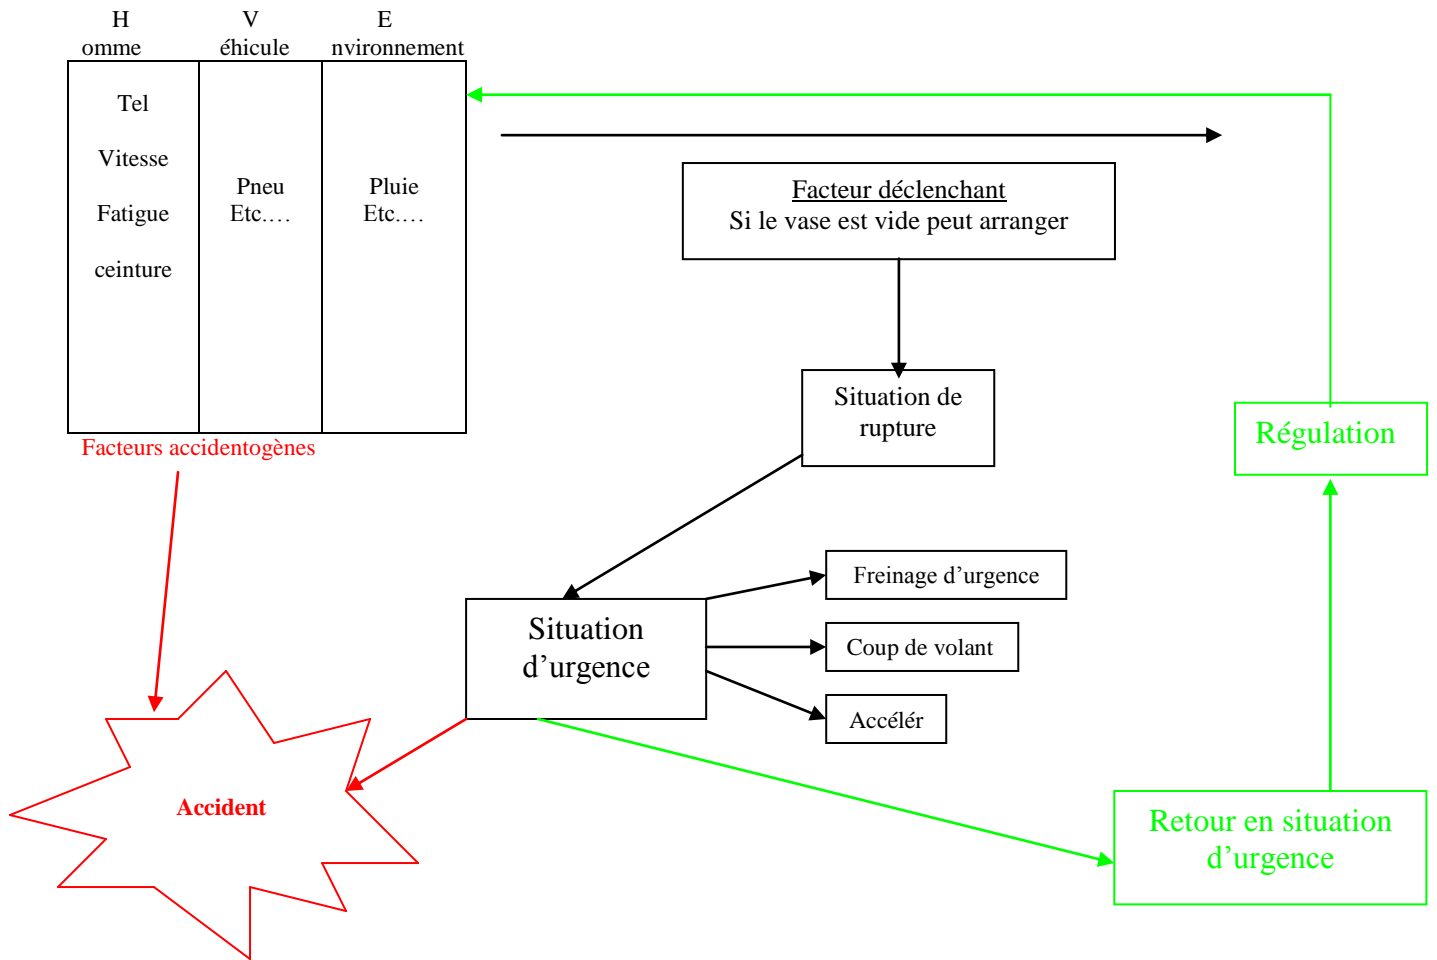 H V E
omme éhicule nvironnement
Tel
Vitesse
Fatigue
ceinture
Pneu
Etc.…
Pluie
Etc.…
Facteurs accidentogènes
Facteur déclenchant
Si le vase est vide peut arranger
Situation de
rupture
Régulation
Situation
d’urgence
Freinage d’urgence
Coup de volant
Accélér
Accident
Retour en situation
d’urgence